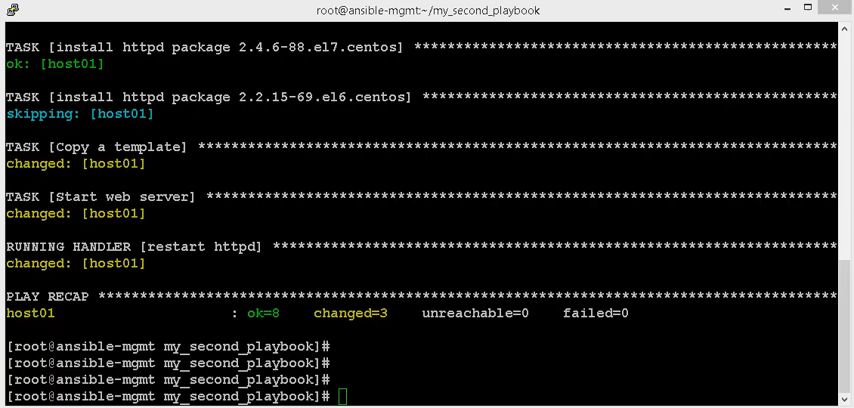 root@ansible-mgmt:~/my_second_playbook
TASK [install httpd package 2.4.6-88.el7.centos] ****************************************************
ok: [host01]
TASK [install httpd package 2.2.15-69.el6.centos] ***************************************************
skipping: [host01]
TASK [Copy a template] ******************************************************************************
changed: [host01]
TASK [Start web server] *****************************************************************************
changed: [host01]
RUNNING HANDLER [restart httpd] *********************************************************************
changed: [host01]
PLAY RECAP ******************************************************************************************
host01                     : ok=8    changed=3    unreachable=0    failed=0
[root@ansible-mgmt my_second_playbook]#
[root@ansible-mgmt my_second_playbook]#
[root@ansible-mgmt my_second_playbook]#
[root@ansible-mgmt my_second_playbook]#